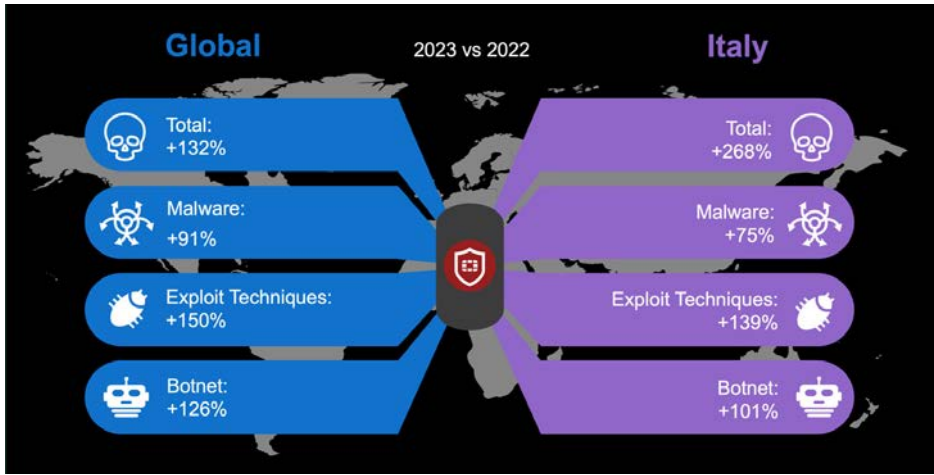 Global
2023 vs 2022
Italy
Total:
+132%
Malware:
+91%
Exploit Techniques:
+150%
Botnet:
+126%
Total:
+268%
Malware:
+75%
Exploit Techniques:
+139%
Botnet:
+101%